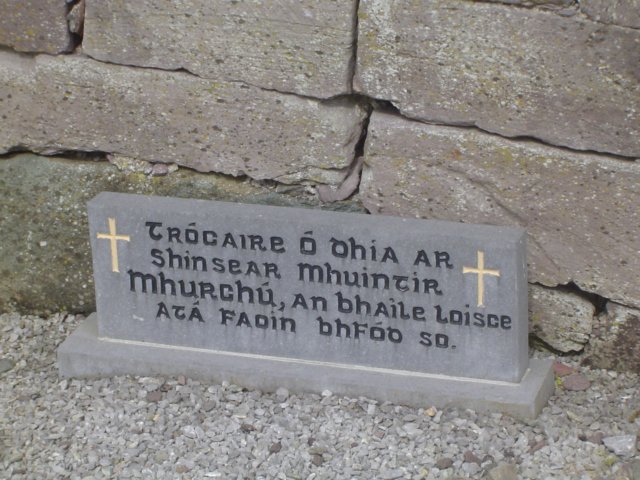 Trócaire ó Dhia ar
Shinsear Mhuintir
Mhurchú, an Bhaile Loisce
atá faoin bhfód so.